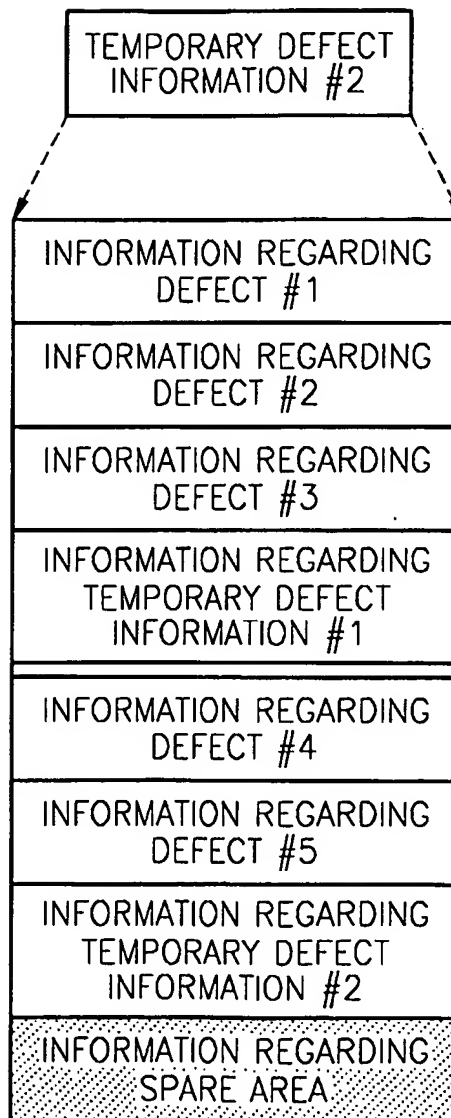 TEMPORARY DEFECT
INFORMATION #2
INFORMATION REGARDING
DEFECT #1
INFORMATION REGARDING
DEFECT #2
INFORMATION REGARDING
DEFECT #3
INFORMATION REGARDING
TEMPORARY DEFECT
INFORMATION #1
INFORMATION REGARDING
DEFECT #4
INFORMATION REGARDING
DEFECT #5
INFORMATION REGARDING
TEMPORARY DEFECT
INFORMATION #2
INFORMATION REGARDING
SPARE AREA